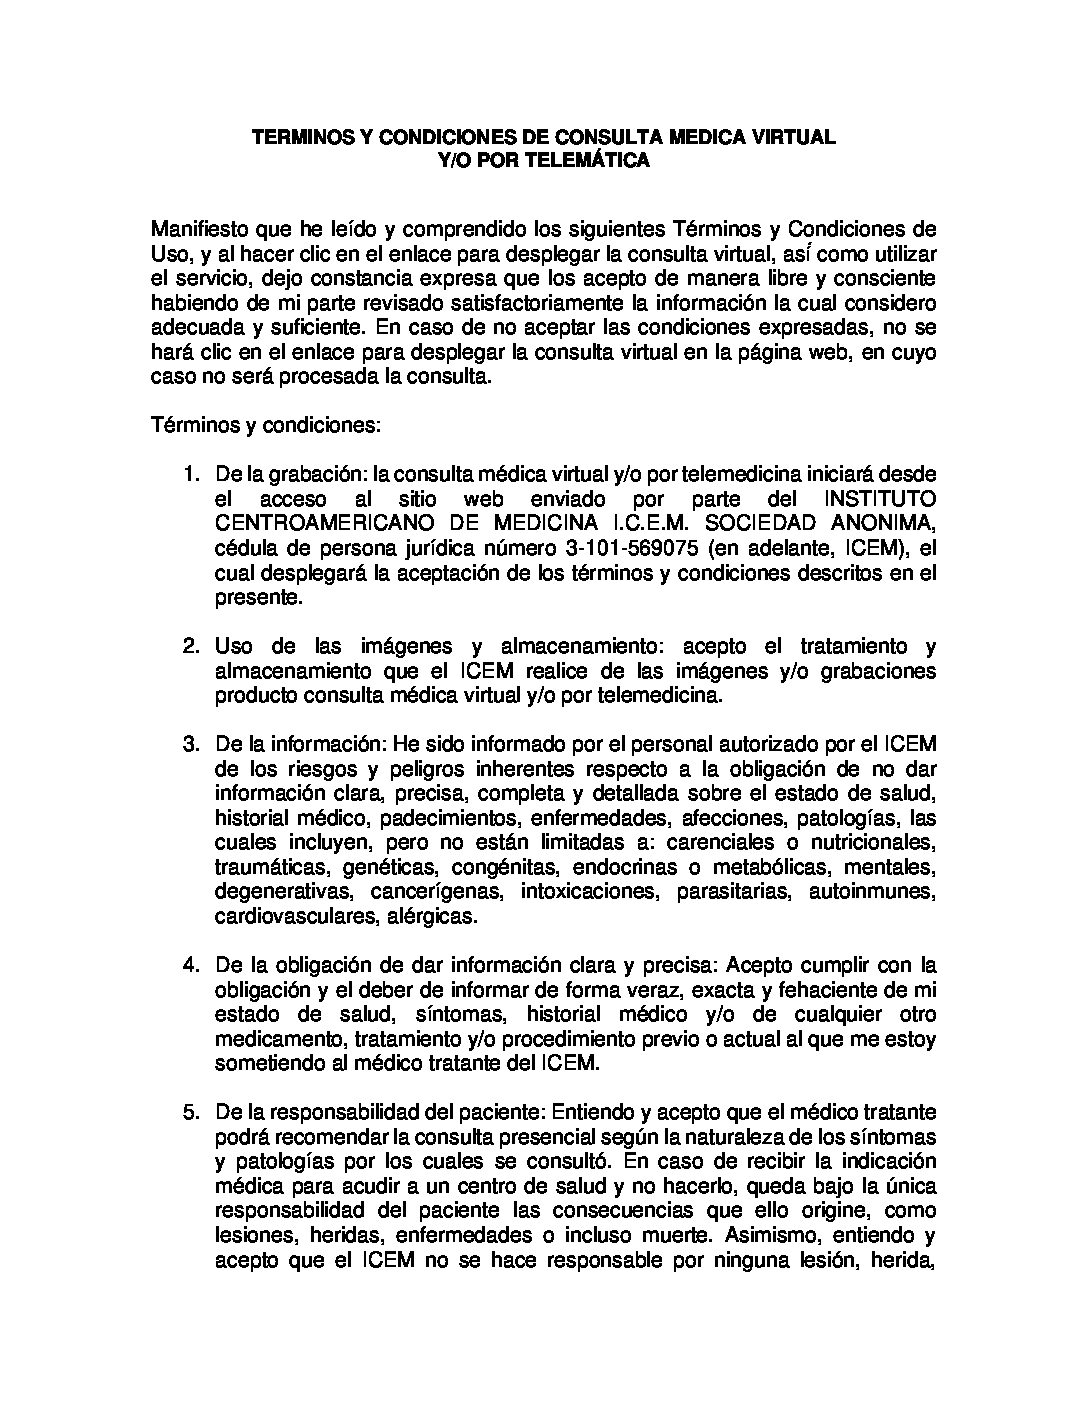 TERMINOS Y CONDICIONES DE CONSULTA MEDICA VIRTUAL
Y/O POR TELEMÁTICA
Manifiesto que he leído y comprendido los siguientes Términos y Condiciones de
Uso, y al hacer clic en el enlace para desplegar la consulta virtual, así como utilizar
el servicio, dejo constancia expresa que los acepto de manera libre y consciente
habiendo de mi parte revisado satisfactoriamente la información la cual considero
adecuada y suficiente. En caso de no aceptar las condiciones expresadas, no se
hará clic en el enlace para desplegar la consulta virtual en la página web, en cuyo
caso no será procesada la consulta.
Términos y condiciones:
1. De la grabación: la consulta médica virtual y/o por telemedicina iniciará desde
el acceso al sitio web enviado por parte del INSTITUTO
CENTROAMERICANO DE MEDICINA I.C.E.M. SOCIEDAD ANONIMA,
cédula de persona jurídica número 3-101-569075 (en adelante, ICEM), el
cual desplegará la aceptación de los términos y condiciones descritos en el
presente.
2. Uso de las imágenes y almacenamiento: acepto el tratamiento y
almacenamiento que el ICEM realice de las imágenes y/o grabaciones
producto consulta médica virtual y/o por telemedicina.
3. De la información: He sido informado por el personal autorizado por el ICEM
de los riesgos y peligros inherentes respecto a la obligación de no dar
información clara, precisa, completa y detallada sobre el estado de salud,
historial médico, padecimientos, enfermedades, afecciones, patologías, las
cuales incluyen, pero no están limitadas a: carenciales o nutricionales,
traumáticas, genéticas, congénitas, endocrinas o metabólicas, mentales,
degenerativas, cancerígenas, intoxicaciones, parasitarias, autoinmunes,
cardiovasculares, alérgicas.
4. De la obligación de dar información clara y precisa: Acepto cumplir con la
obligación y el deber de informar de forma veraz, exacta y fehaciente de mi
estado de salud, síntomas, historial médico y/o de cualquier otro
medicamento, tratamiento y/o procedimiento previo o actual al que me estoy
sometiendo al médico tratante del ICEM.
5. De la responsabilidad del paciente: Entiendo y acepto que el médico tratante
podrá recomendar la consulta presencial según la naturaleza de los síntomas
y patologías por los cuales se consultó. En caso de recibir la indicación
médica para acudir a un centro de salud y no hacerlo, queda bajo la única
responsabilidad del paciente las consecuencias que ello origine, como
lesiones, heridas, enfermedades o incluso muerte. Asimismo, entiendo y
acepto que el ICEM no se hace responsable por ninguna lesión, herida,